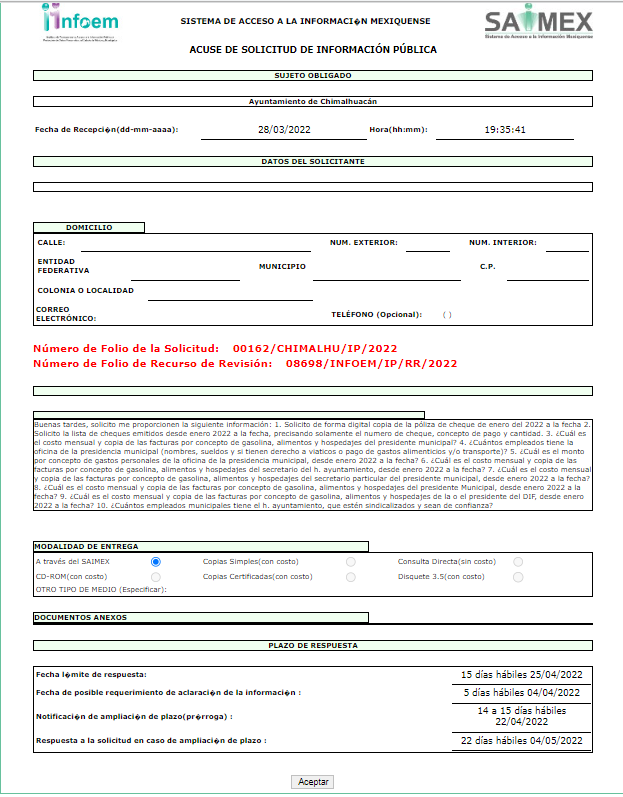 infoem
SISTEMA DE ACCESO A LA INFORMACI�N MEXIQUENSE
SAIMEX
Sistema de Acceso a la Información Mexiquense
ACUSE DE SOLICITUD DE INFORMACIÓN PÚBLICA
SUJETO OBLIGADO
Ayuntamiento de Chimalhuacán
Fecha de Recepci�n(dd-mm-aaaa): 28/03/2022 Hora(hh:mm): 19:35:41
DATOS DEL SOLICITANTE
DOMICILIO
CALLE: NUM. EXTERIOR: NUM. INTERIOR:
ENTIDAD FEDERATIVA MUNICIPIO C.P.
COLONIA O LOCALIDAD
CORREO ELECTRÓNICO: TELÉFONO (Opcional): ( )
Número de Folio de la Solicitud: 00162/CHIMALHU/IP/2022
Número de Folio de Recurso de Revisión: 08698/INFOEM/IP/RR/2022
Buenas tardes, solicito me proporcionen la siguiente información: 1. Solicito de forma digital copia de la póliza de cheque de enero del 2022 a la fecha 2.
Solicito la lista de cheques emitidos desde enero 2022 a la fecha, precisando solamente el numero de cheque, concepto de pago y cantidad. 3. ¿Cuál es
el costo mensual y copia de las facturas por concepto de gasolina, alimentos y hospedajes del presidente municipal? 4. ¿Cuántos empleados tiene la
oficina de la presidencia municipal (nombres, sueldos y si tienen derecho a viaticos o pago de gastos alimenticios y/o transporte)? 5. ¿Cuál es el monto
por concepto de gastos personales de la oficina de la presidencia municipal, desde enero 2022 a la fecha? 6. ¿Cuál es el costo mensual y copia de las
facturas por concepto de gasolina, alimentos y hospedajes del secretario del h. ayuntamiento, desde enero 2022 a la fecha? 7. ¿Cuál es el costo mensual
y copia de las facturas por concepto de gasolina, alimentos y hospedajes del secretario particular del presidente municipal, desde enero 2022 a la fecha?
8. ¿Cuál es el costo mensual y copia de las facturas por concepto de gasolina, alimentos y hospedajes del presidente Municipal, desde enero 2022 a la
fecha? 9. ¿Cuál es el costo mensual y copia de las facturas por concepto de gasolina, alimentos y hospedajes de la o el presidente del DIF, desde enero
2022 a la fecha? 10. ¿Cuántos empleados municipales tiene el h. ayuntamiento, que estén sindicalizados y sean de confianza?
MODALIDAD DE ENTREGA
A través del SAIMEX Copias Simples(con costo) Consulta Directa(sin costo)
CD-ROM(con costo) Copias Certificadas(con costo) Disquete 3.5(con costo)
OTRO TIPO DE MEDIO (Especificar):
DOCUMENTOS ANEXOS
PLAZO DE RESPUESTA
Fecha l�mite de respuesta: 15 días hábiles 25/04/2022
Fecha de posible requerimiento de aclaraci�n de la informaci�n : 5 días hábiles 04/04/2022
Notificaci�n de ampliaci�n de plazo(pr�rroga) : 14 a 15 días hábiles 22/04/2022
Respuesta a la solicitud en caso de ampliaci�n de plazo : 22 días hábiles 04/05/2022
Aceptar